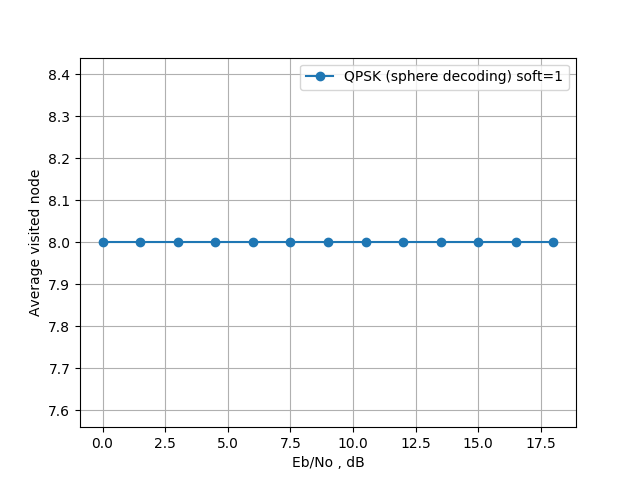 QPSK (sphere decoding) soft=1
8.4
8.3
8.2
8.1
8.0
7.9
7.8
7.7
7.6
Average visited node
0.0 2.5 5.0 7.5 10.0 12.5 15.0 17.5
Eb/No , dB